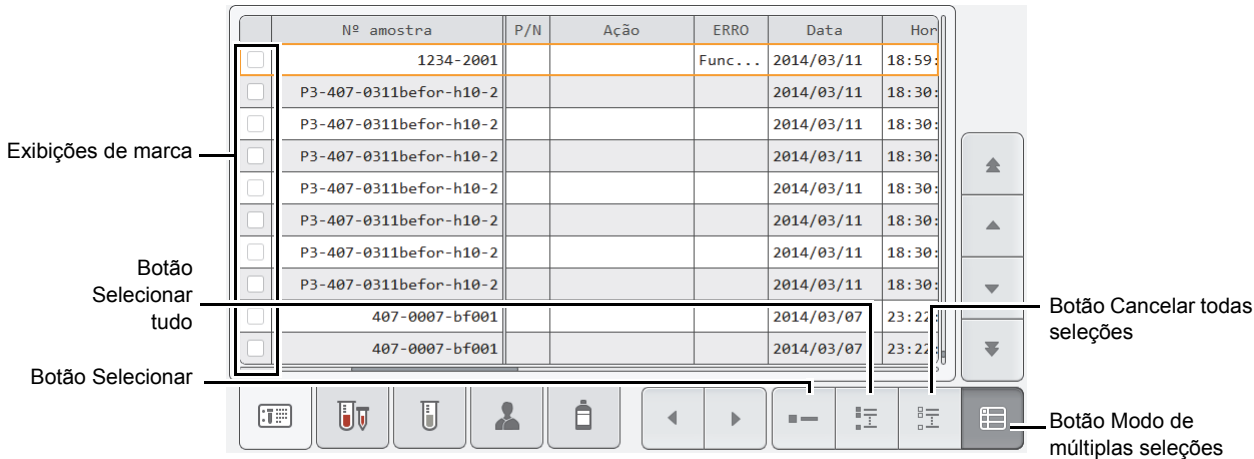 Nº amostra P/N Ação ERRO Data Hor
1234-2001 Func... 2014/03/11 18:59:
P3-407-0311befor-h10-2 2014/03/11 18:30:
P3-407-0311befor-h10-2 2014/03/11 18:30:
P3-407-0311befor-h10-2 2014/03/11 18:30:
P3-407-0311befor-h10-2 2014/03/11 18:30:
P3-407-0311befor-h10-2 2014/03/11 18:30:
P3-407-0311befor-h10-2 2014/03/11 18:30:
P3-407-0311befor-h10-2 2014/03/11 18:30:
407-0007-bf001 2014/03/07 23:22:
407-0007-bf001 2014/03/07 23:22:
Exibições de marca
Botão
Selecionar
tudo
Botão Selecionar
Botão Cancelar todas
seleções
Botão Modo de
múltiplas seleções